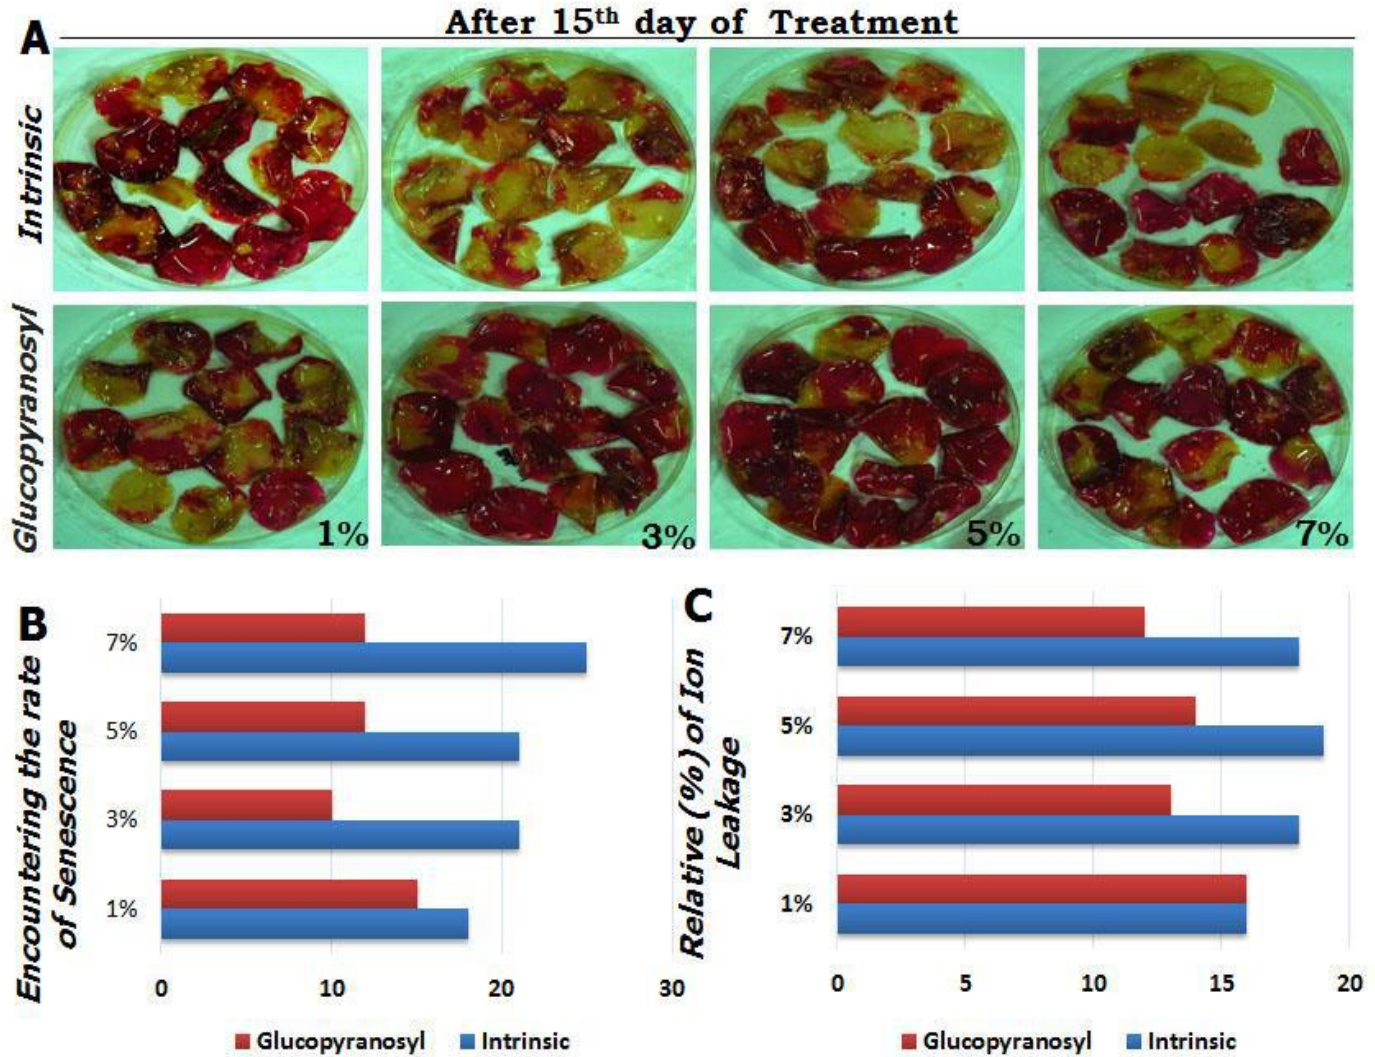 After 15th day of Treatment
A
Intrinsic
Glucopyranosyl
1%
3%
5%
7%
B
Encountering the rate
of Senescence
7%
5%
3%
1%
0 10 20 30
Glucopyranosyl Intrinsic
C
Relative (%) of Ion
Leakage
7%
5%
3%
1%
0 5 10 15 20
Glucopyranosyl Intrinsic